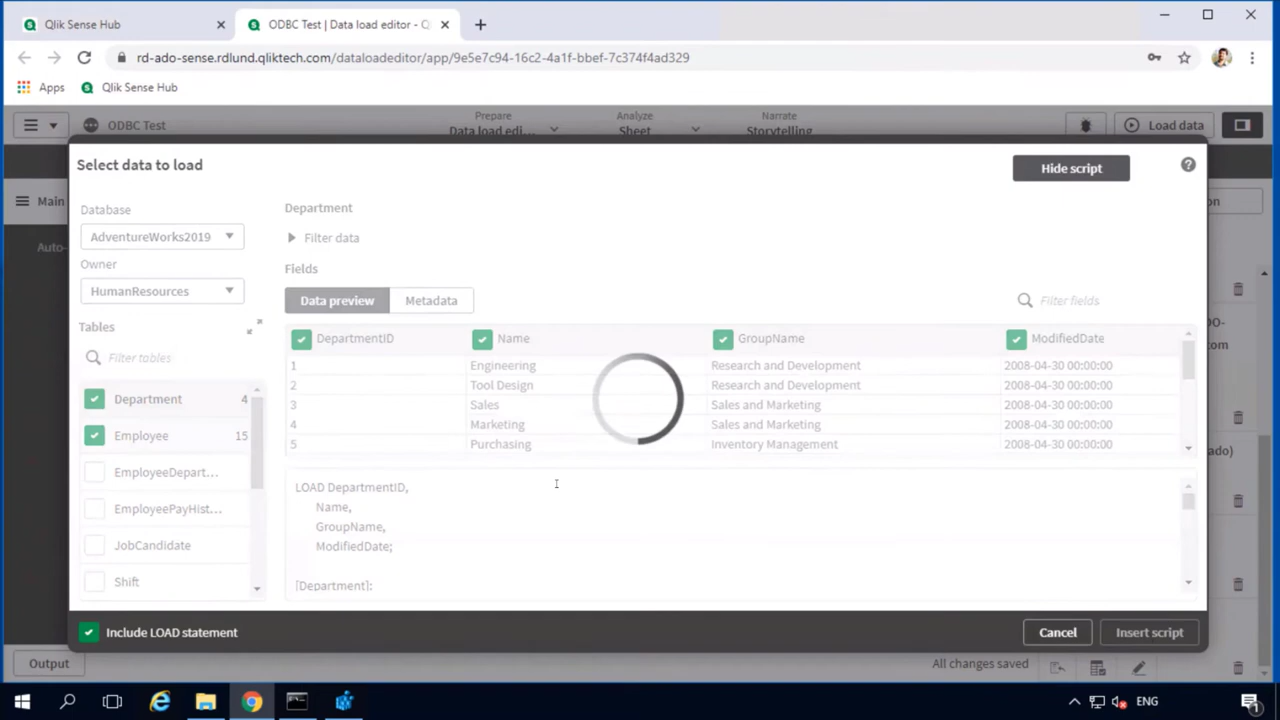 Qlik Sense Hub
ODBC Test | Data load editor - Q
rd-ado-sense.rdlund.qliktech.com/dataloadeditor/app/9e5e7c94-16c2-4a1f-bbef-7c374f4ad329
Apps Qlik Sense Hub
ODBC Test
Prepare
Data load edi...
Analyze
Sheet
Narrate
Storytelling
Load data
Main
Auto-
Select data to load
Hide script
Database
AdventureWorks2019
Owner
HumanResources
Tables
Filter tables
Department 4
Employee 15
EmployeeDepart...
EmployeePayHist...
JobCandidate
Shift
Department
Filter data
Fields
Data preview Metadata
Filter fields
DepartmentID Name GroupName ModifiedDate
1 Engineering Research and Development 2008-04-30 00:00:00
2 Tool Design Research and Development 2008-04-30 00:00:00
3 Sales Sales and Marketing 2008-04-30 00:00:00
4 Marketing Sales and Marketing 2008-04-30 00:00:00
5 Purchasing Inventory Management 2008-04-30 00:00:00
LOAD DepartmentID,
Name,
GroupName,
ModifiedDate;
[Department]:
on
DO-
com
ado)
Include LOAD statement
Cancel Insert script
Output
All changes saved
ENG
1